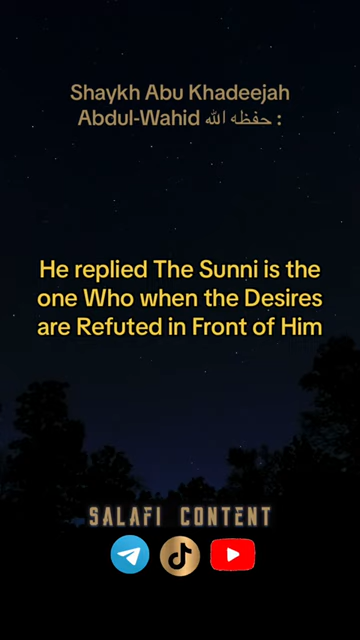 Shaykh Abu Khadeejah
Abdul-Wahid حفظه الله :
He replied The Sunni is the
one Who when the Desires
are Refuted in Front of Him
SALAFI CONTENT